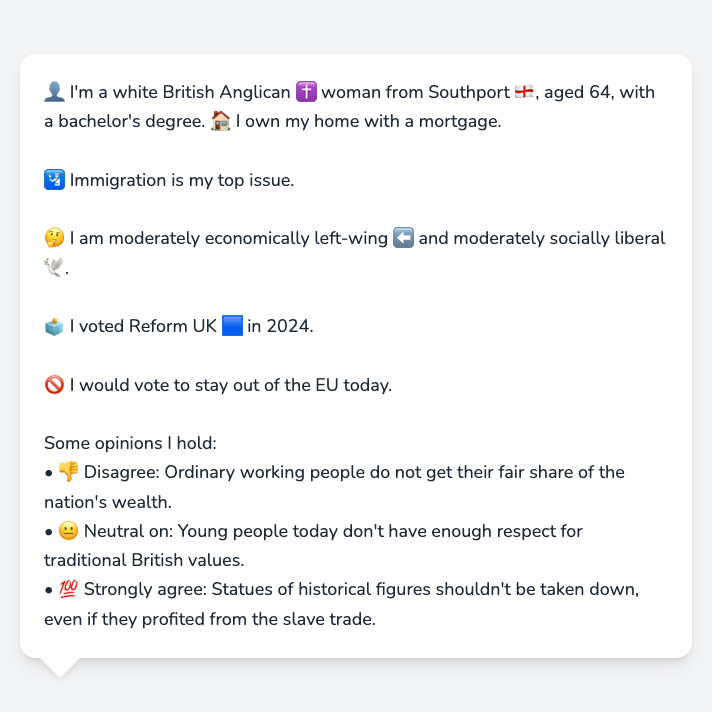 👤 I'm a white British Anglican ✝️ woman from Southport 🏴󠁧󠁢󠁥󠁮󠁧󠁿, aged 64, with
a bachelor's degree. 🏠 I own my home with a mortgage.
🛂 Immigration is my top issue.
🤔 I am moderately economically left-wing ⬅️ and moderately socially liberal
🕊️.
🗳️ I voted Reform UK 🟦 in 2024.
🚫 I would vote to stay out of the EU today.
Some opinions I hold:
• 👎 Disagree: Ordinary working people do not get their fair share of the
nation's wealth.
• 😐 Neutral on: Young people today don't have enough respect for
traditional British values.
• 💯 Strongly agree: Statues of historical figures shouldn't be taken down,
even if they profited from the slave trade.